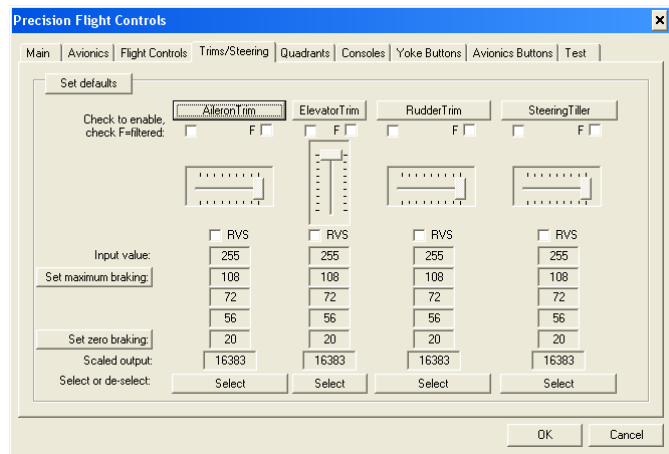 Precision Flight Controls
Main Avionics Flight Controls Trims/Steering Quadrants Consoles Yoke Buttons Avionics Buttons Test
Set defaults
AileronTrim ElevatorTrim RudderTrim SteeringTiller
Check to enable,
check F=filtered:
F F F F
RVS RVS RVS RVS
Input value: 255 255 255 255
Set maximum braking: 108 108 108 108
72 72 72 72
56 56 56 56
Set zero braking: 20 20 20 20
Scaled output: 16383 16383 16383 16383
Select or de-select: Select Select Select Select
OK Cancel